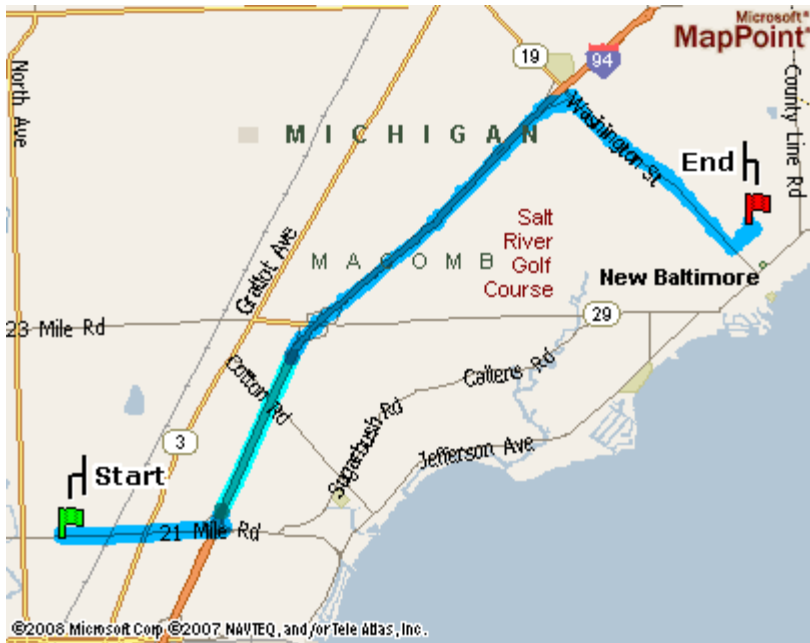 Microsoft®
MapPoint®
19
94
North Ave
County Line Rd
Washington St
MICHIGAN
End
Salt
River
Golf
Course
Gratiot Ave
MACOMB
New Baltimore
23 Mile Rd
29
Cotton Rd
Callens Rd
Sugarbush Rd
3
Jefferson Ave
Start
21 Mile Rd
©2008 Microsoft Corp ©2007 NAVTEQ, and/or Tele Atlas, Inc.